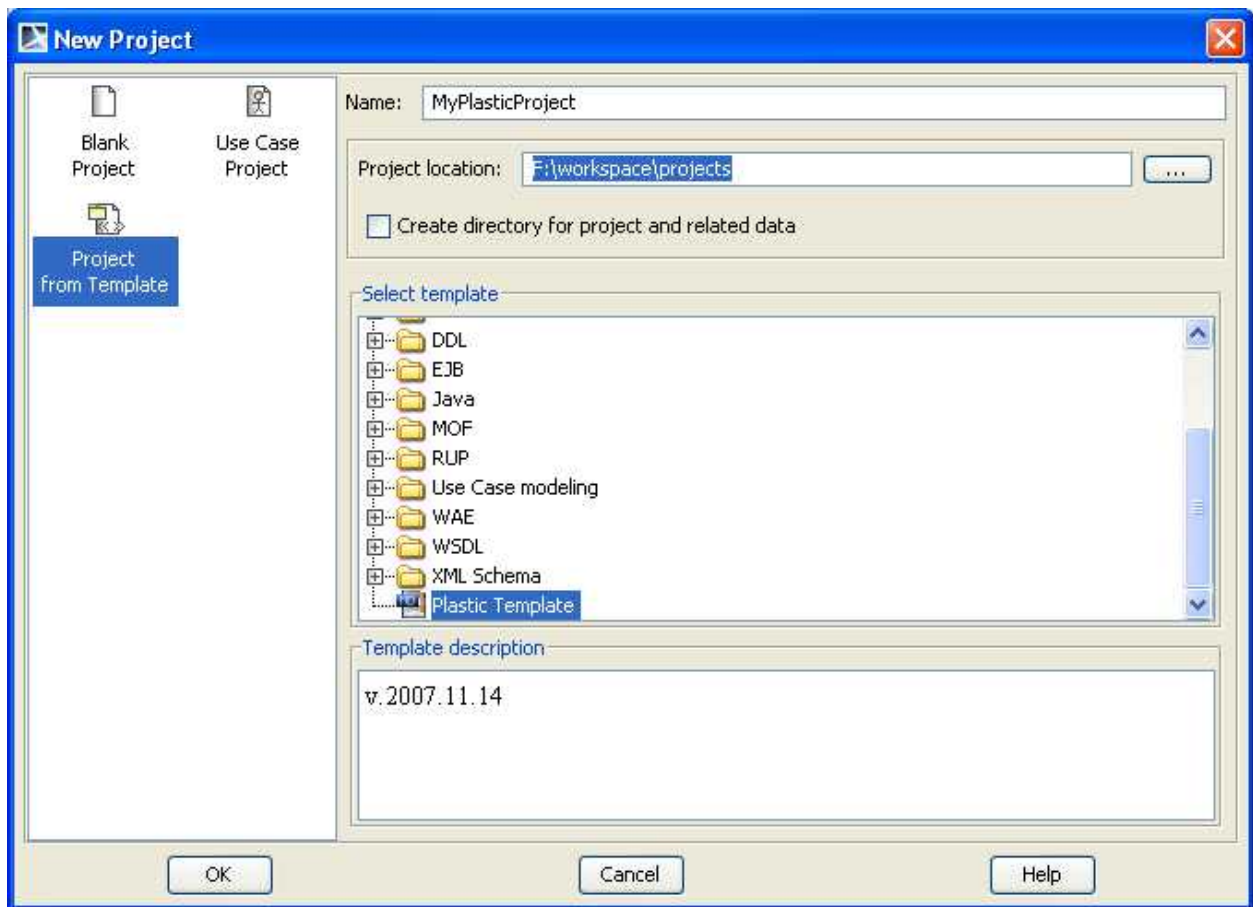 New Project
Blank
Project
Use Case
Project
Project
from Template
Name: MyPlasticProject
Project location: F:\workspace\projects
...
Create directory for project and related data
Select template
DDL
EJB
Java
MOF
RUP
Use Case modeling
WAE
WSDL
XML Schema
Plastic Template
Template description
v.2007.11.14
OK
Cancel
Help